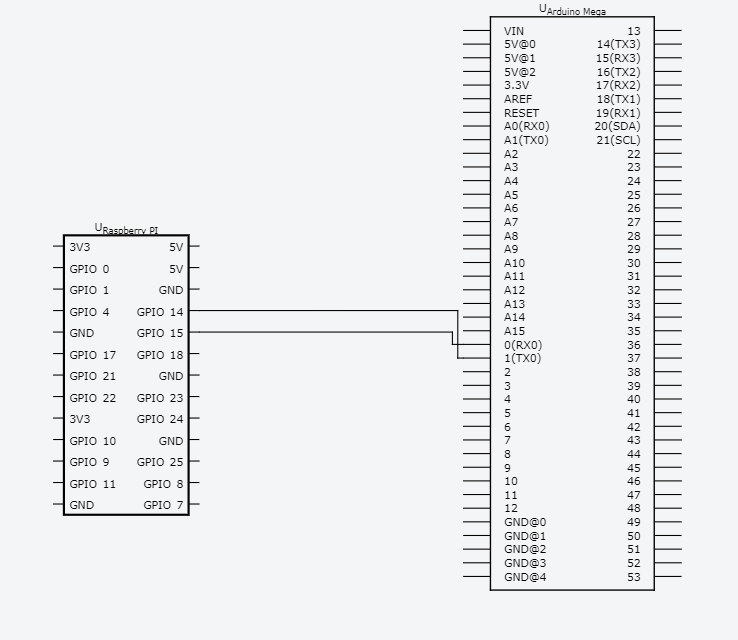 U Arduino Mega
VIN 13
5V@0 14(TX3)
5V@1 15(RX3)
5V@2 16(TX2)
3.3V 17(RX2)
AREF 18(TX1)
RESET 19(RX1)
A0(RX0) 20(SDA)
A1(TX0) 21(SCL)
A2 22
A3 23
A4 24
A5 25
A6 26
A7 27
A8 28
A9 29
A10 30
A11 31
A12 32
A13 33
A14 34
A15 35
0(RX0) 36
1(TX0) 37
2 38
3 39
4 40
5 41
6 42
7 43
8 44
9 45
10 46
11 47
12 48
GND@0 49
GND@1 50
GND@2 51
GND@3 52
GND@4 53
U Raspberry PI
3V3 5V
GPIO 0 5V
GPIO 1 GND
GPIO 4 GPIO 14
GND GPIO 15
GPIO 17 GPIO 18
GPIO 21 GND
GPIO 22 GPIO 23
3V3 GPIO 24
GPIO 10 GND
GPIO 9 GPIO 25
GPIO 11 GPIO 8
GND GPIO 7